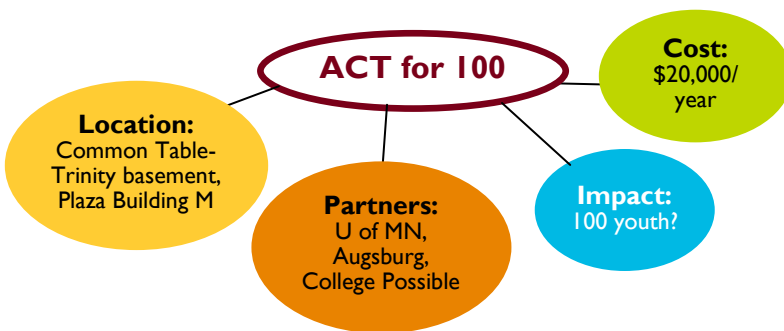 ACT for 100
Cost:
$20,000/
year
Location:
Common Table-
Trinity basement,
Plaza Building M
Partners:
U of MN,
Augsburg,
College Possible
Impact:
100 youth?